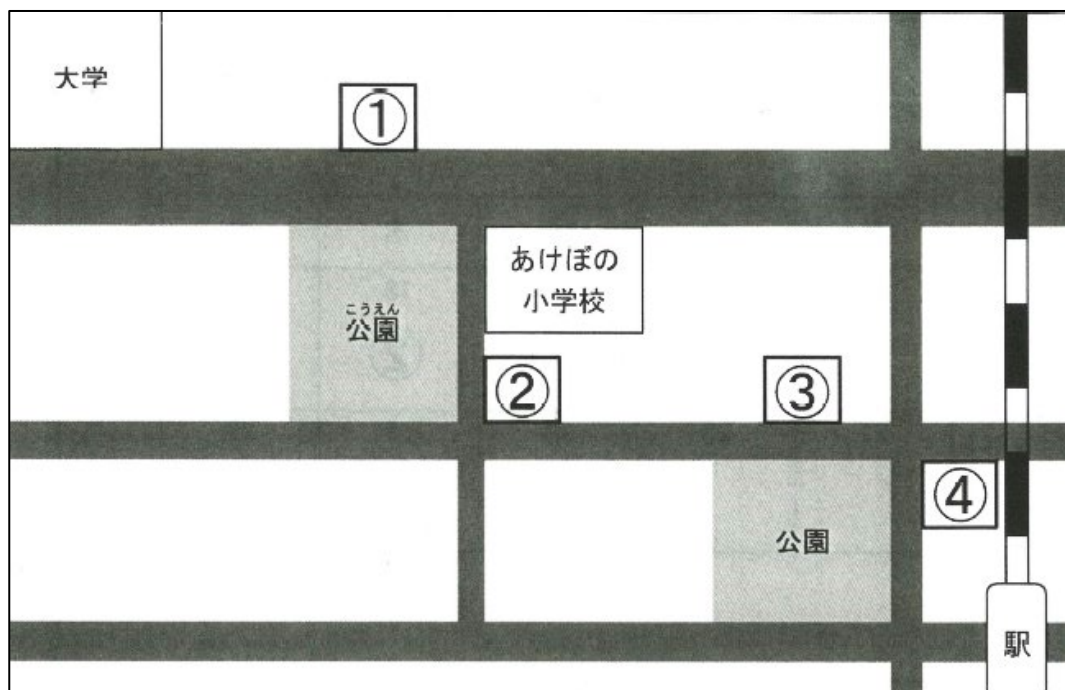 大学
①
あけぼの
小学校
こうえん
公園
②
③
④
公園
駅